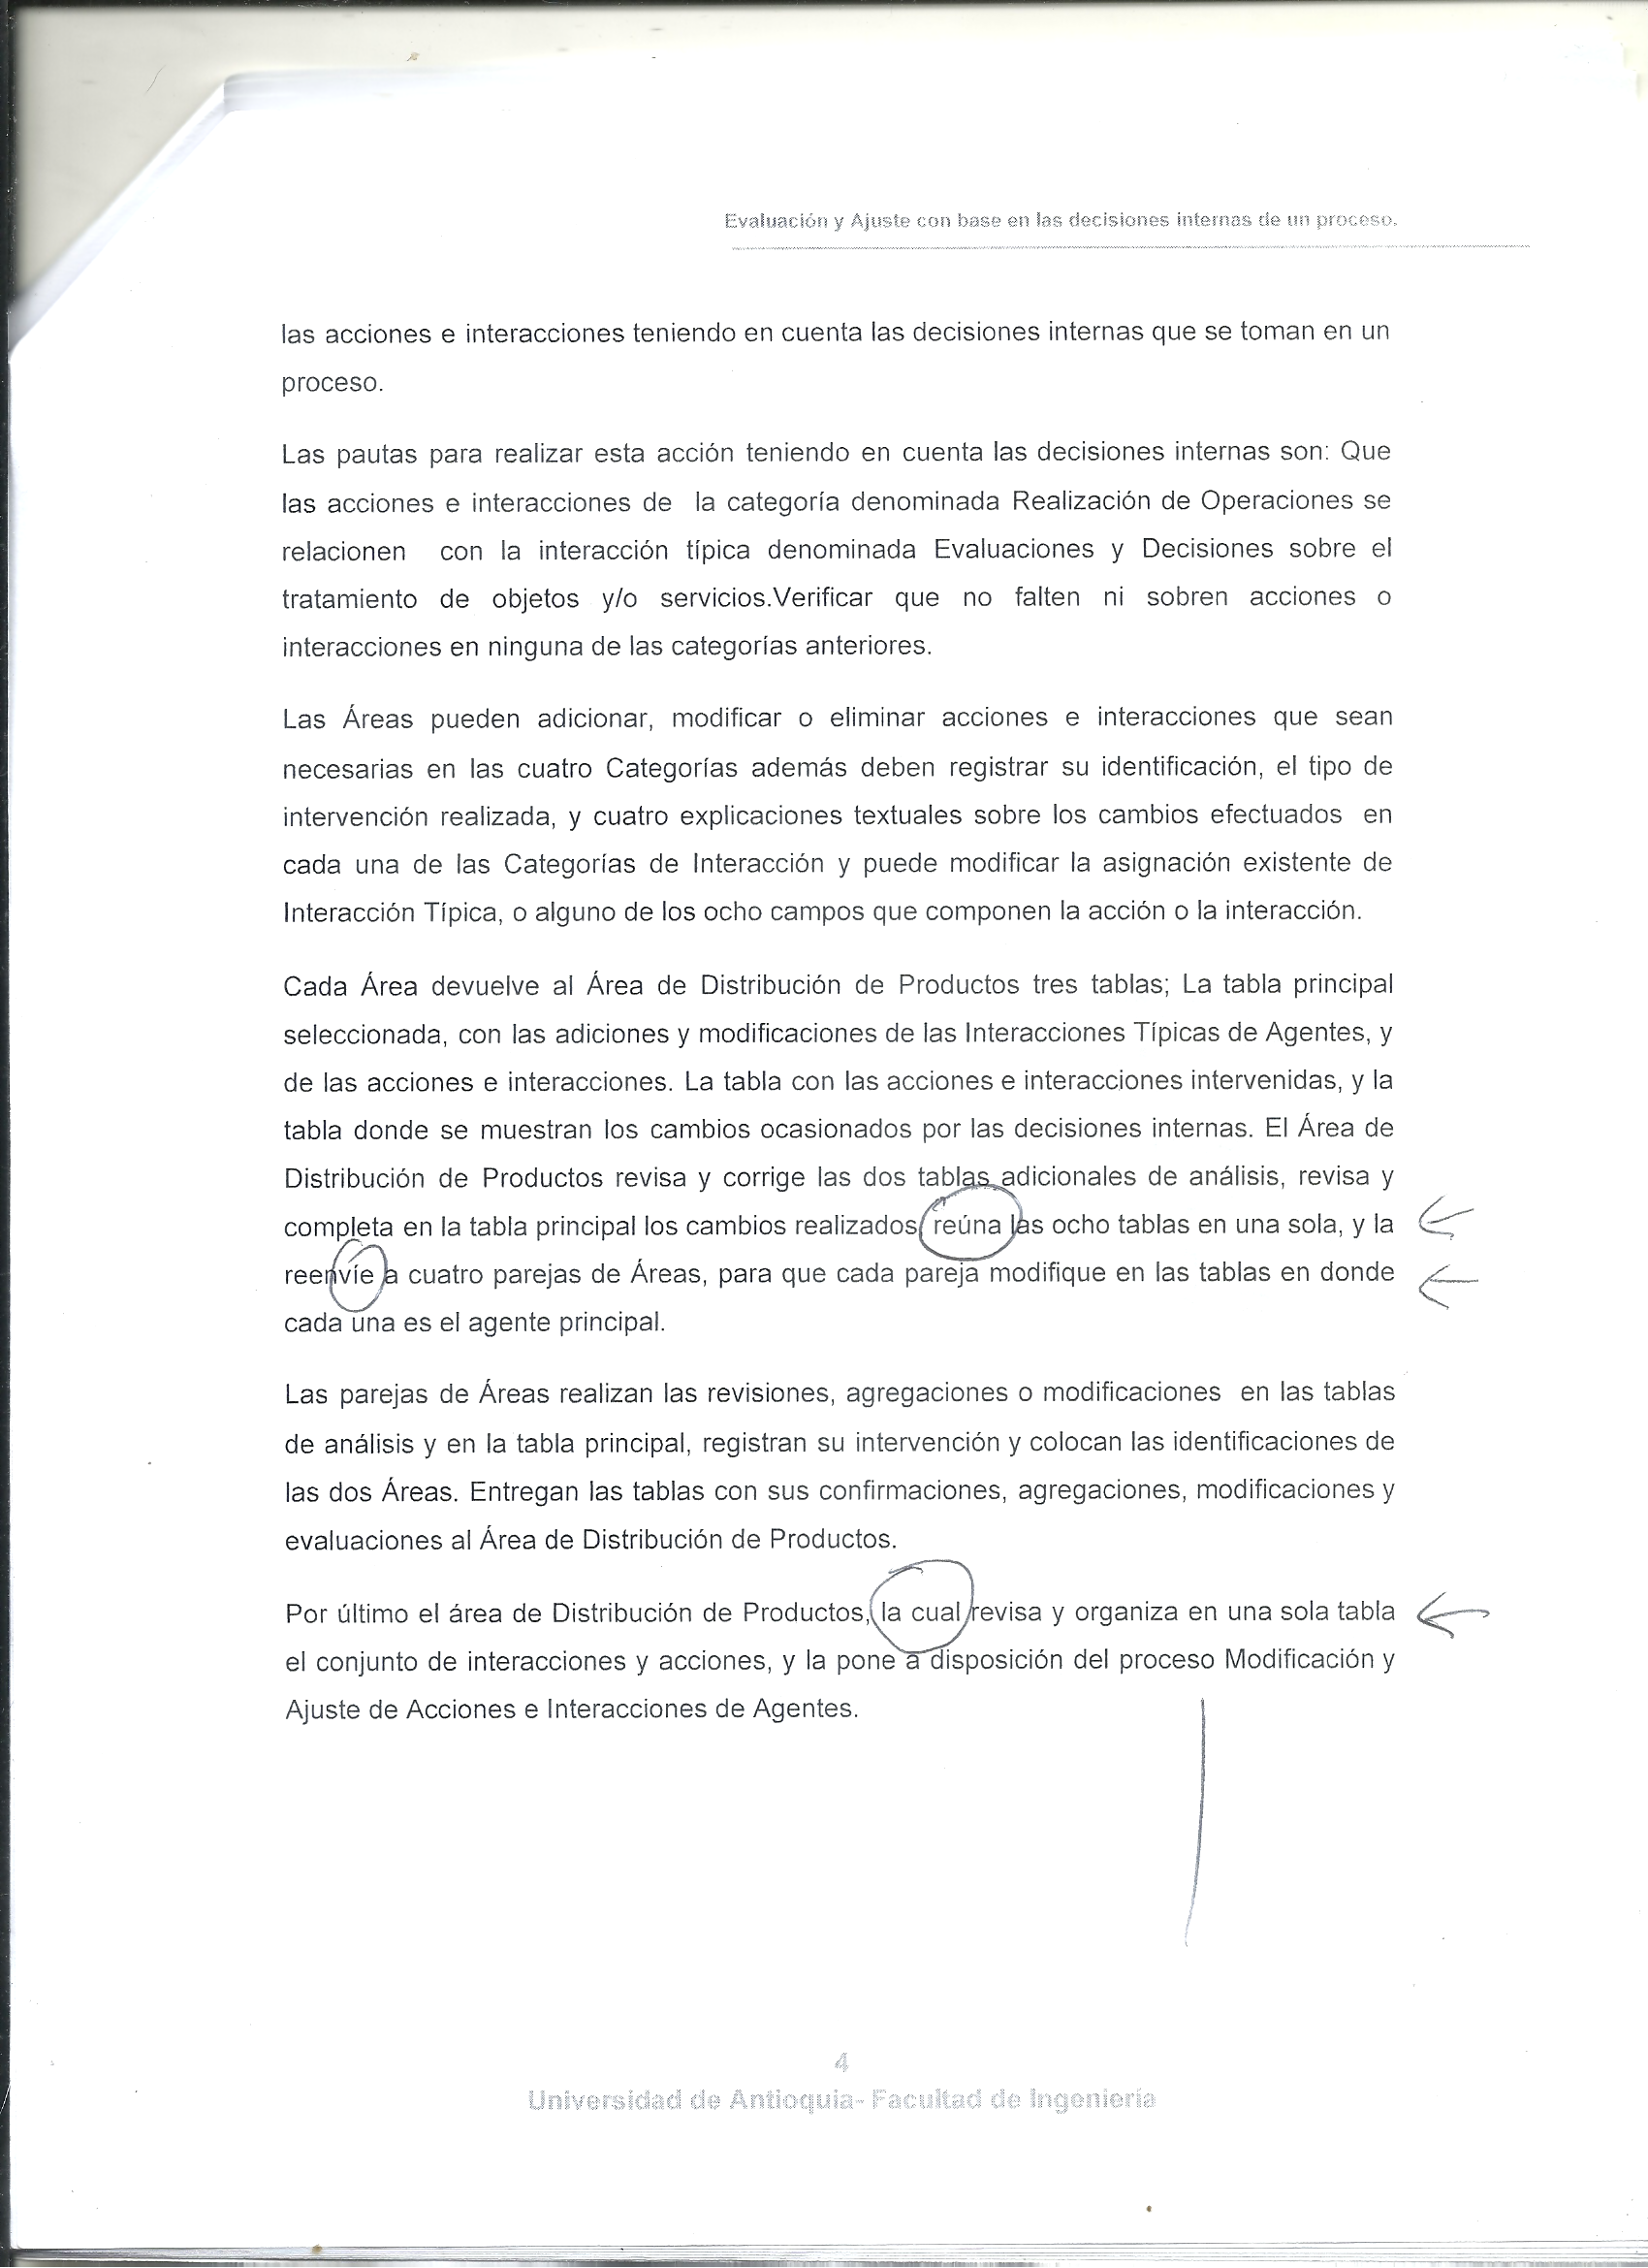 Evaluación y Ajuste con base en las decisiones internas de un proceso.
las acciones e interacciones teniendo en cuenta las decisiones internas que se toman en un
proceso.
Las pautas para realizar esta acción teniendo en cuenta las decisiones internas son: Que
las acciones e interacciones de la categoría denominada Realización de Operaciones se
relacionen con la interacción típica denominada Evaluaciones y Decisiones sobre el
tratamiento de objetos y/o servicios.Verificar que no falten ni sobren acciones o
interacciones en ninguna de las categorías anteriores.
Las Áreas pueden adicionar, modificar o eliminar acciones e interacciones que sean
necesarias en las cuatro Categorías además deben registrar su identificación, el tipo de
intervención realizada, y cuatro explicaciones textuales sobre los cambios efectuados en
cada una de las Categorías de Interacción y puede modificar la asignación existente de
Interacción Típica, o alguno de los ocho campos que componen la acción o la interacción.
Cada Área devuelve al Área de Distribución de Productos tres tablas; La tabla principal
seleccionada, con las adiciones y modificaciones de las Interacciones Típicas de Agentes, y
de las acciones e interacciones. La tabla con las acciones e interacciones intervenidas, y la
tabla donde se muestran los cambios ocasionados por las decisiones internas. El Área de
Distribución de Productos revisa y corrige las dos tablas adicionales de análisis, revisa y
completa en la tabla principal los cambios realizados, reúna las ocho tablas en una sola, y la
reenvíe a cuatro parejas de Áreas, para que cada pareja modifique en las tablas en donde
cada una es el agente principal.
Las parejas de Áreas realizan las revisiones, agregaciones o modificaciones en las tablas
de análisis y en la tabla principal, registran su intervención y colocan las identificaciones de
las dos Áreas. Entregan las tablas con sus confirmaciones, agregaciones, modificaciones y
evaluaciones al Área de Distribución de Productos.
Por último el área de Distribución de Productos, la cual revisa y organiza en una sola tabla
el conjunto de interacciones y acciones, y la pone a disposición del proceso Modificación y
Ajuste de Acciones e Interacciones de Agentes.
4
Universidad de Antioquia- Facultad de Ingeniería